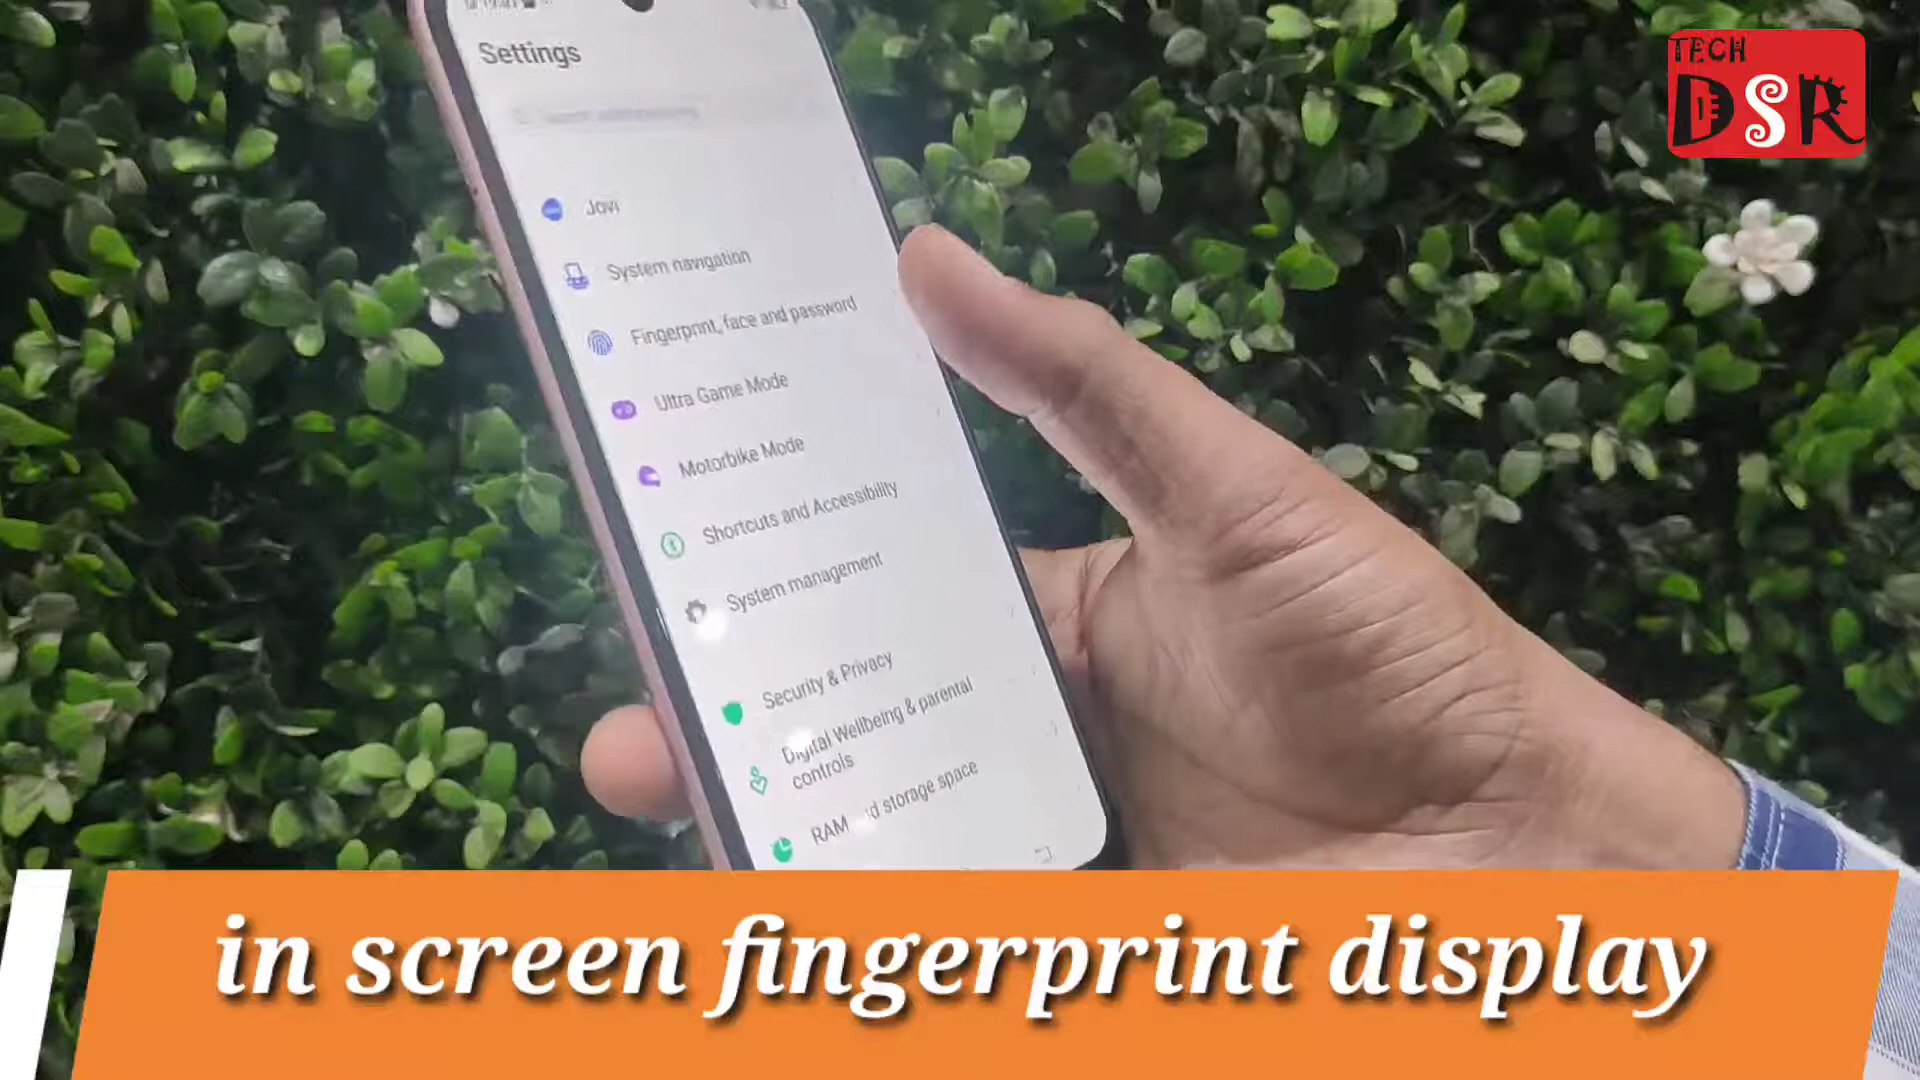 Settings
TECH
DSR
Jovi
System navigation
Fingerprint, face and password
Ultra Game Mode
Motorbike Mode
Shortcuts and Accessibility
System management
Security & Privacy
Digital Wellbeing & parental
controls
RAM storage space
in screen fingerprint display